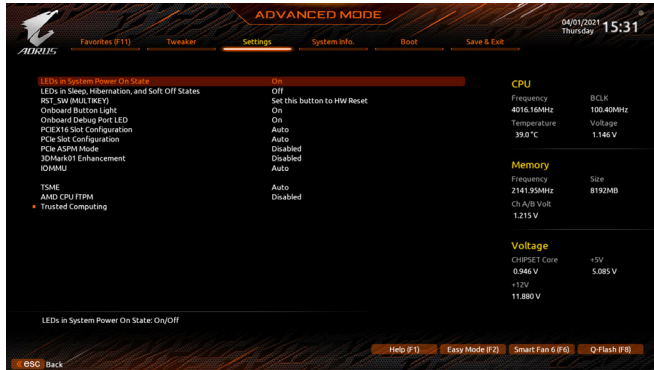 ADVANCED MODE
04/01/2021 Thursday 15:31
AORUS
Favorites (F11) Tweaker Settings System Info. Boot Save & Exit
LEDs in System Power On State On
LEDs in Sleep, Hibernation, and Soft Off States Off
RST_SW (MULTIKEY) Set this button to HW Reset
Onboard Button Light On
Onboard Debug Port LED On
PCIEX16 Slot Configuration Auto
PCIe Slot Configuration Auto
PCIe ASPM Mode Disabled
3DMark01 Enhancement Disabled
IOMMU Auto
TSME Auto
AMD CPU fTPM Disabled
Trusted Computing
CPU
Frequency BCLK
4016.16MHz 100.40MHz
Temperature Voltage
39.0 °C 1.146 V
Memory
Frequency Size
2141.95MHz 8192MB
Ch A/B Volt
1.215 V
Voltage
CHIPSET Core +5V
0.946 V 5.085 V
+12V
11.880 V
LEDs in System Power On State: On/Off
Help (F1) Easy Mode (F2) Smart Fan 6 (F6) Q-Flash (F8)
esc Back